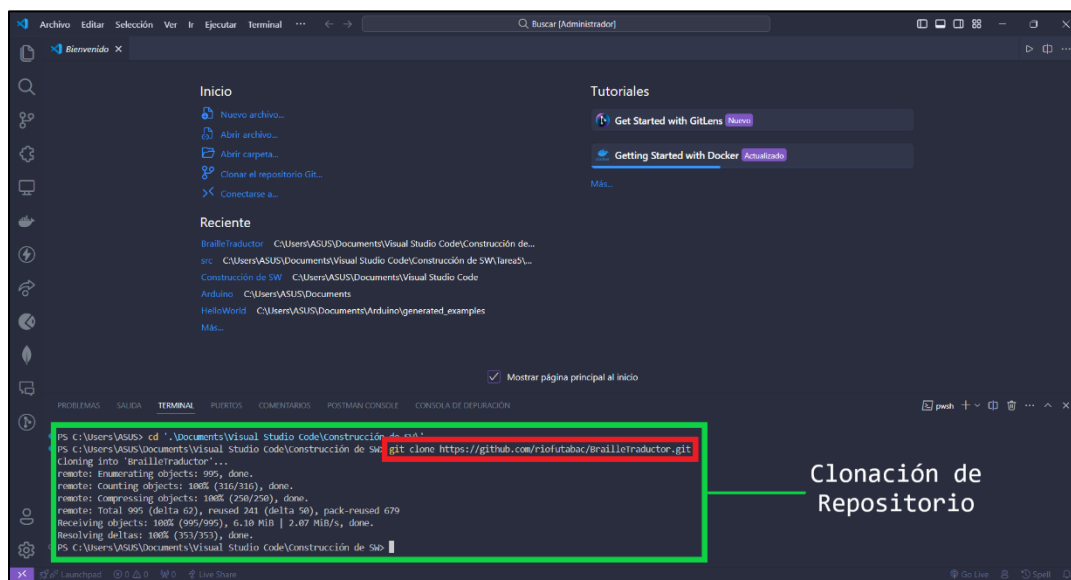 Archivo Editar Selección Ver Ir Ejecutar Terminal ··· Buscar [Administrador]
Bienvenido
Inicio
Nuevo archivo...
Abrir archivo...
Abrir carpeta...
Clonar el repositorio Git...
Conectarse a...
Reciente
BrailleTraductor C:\Users\ASUS\Documents\Visual Studio Code\Construcción de...
src C:\Users\ASUS\Documents\Visual Studio Code\Construcción de SW\Tarea5\...
Construcción de SW C:\Users\ASUS\Documents\Visual Studio Code
Arduino C:\Users\ASUS\Documents
HelloWorld C:\Users\ASUS\Documents\Arduino\generated_examples
Más...
Tutoriales
Get Started with GitLens Nuevo
Getting Started with Docker Actualizado
Más...
Mostrar página principal al inicio
PROBLEMAS SALIDA TERMINAL PUERTOS COMENTARIOS POSTMAN CONSOLE CONSOLA DE DEPURACIÓN pwsh
PS C:\Users\ASUS> cd '.\Documents\Visual Studio Code\Construcción de SW\'
PS C:\Users\ASUS\Documents\Visual Studio Code\Construcción de SW> git clone https://github.com/riofutabac/BrailleTraductor.git
Cloning into 'BrailleTraductor'...
remote: Enumerating objects: 995, done.
remote: Counting objects: 100% (316/316), done.
remote: Compressing objects: 100% (250/250), done.
remote: Total 995 (delta 62), reused 241 (delta 50), pack-reused 679
Receiving objects: 100% (995/995), 6.10 MiB | 2.07 MiB/s, done.
Resolving deltas: 100% (353/353), done.
PS C:\Users\ASUS\Documents\Visual Studio Code\Construcción de SW>
Clonación de
Repositorio
Launchpad 0 0 0 Live Share Go Live Spell